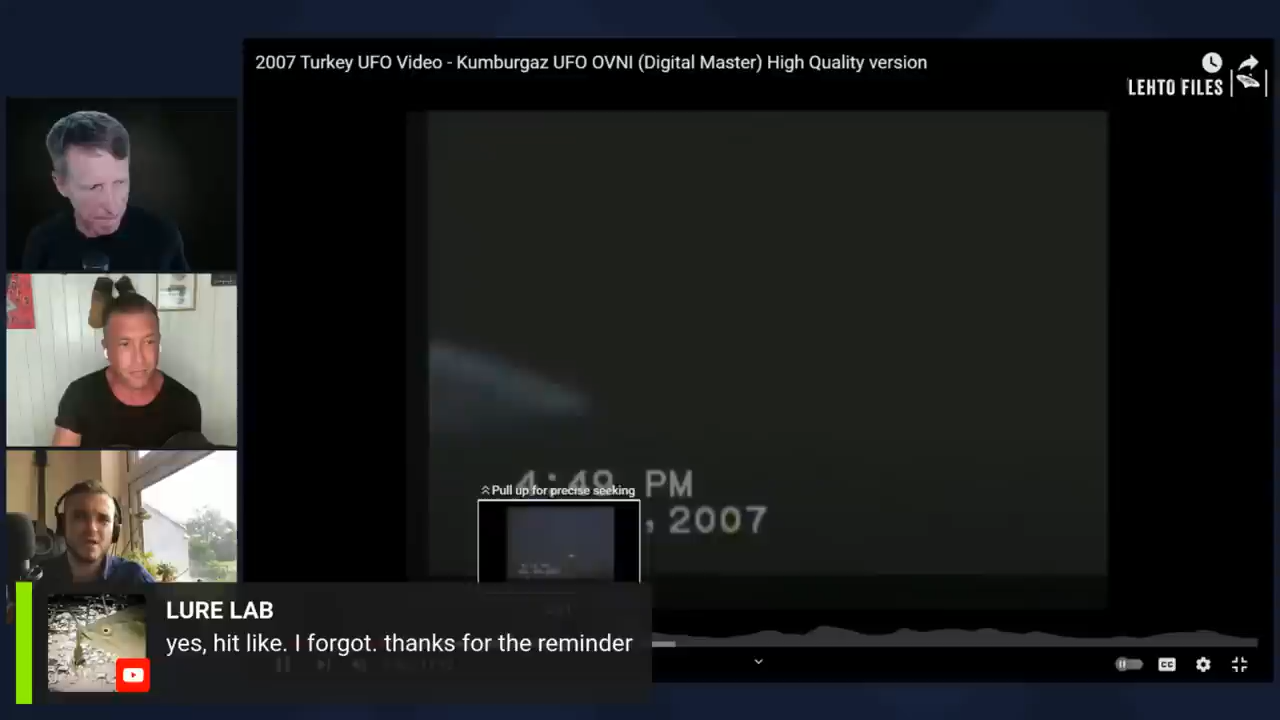 2007 Turkey UFO Video - Kumburgaz UFO OVNI (Digital Master) High Quality version
LEHTO FILES
4:49 PM
Pull up for precise seeking
, 2007
LURE LAB
yes, hit like. I forgot. thanks for the reminder
CC